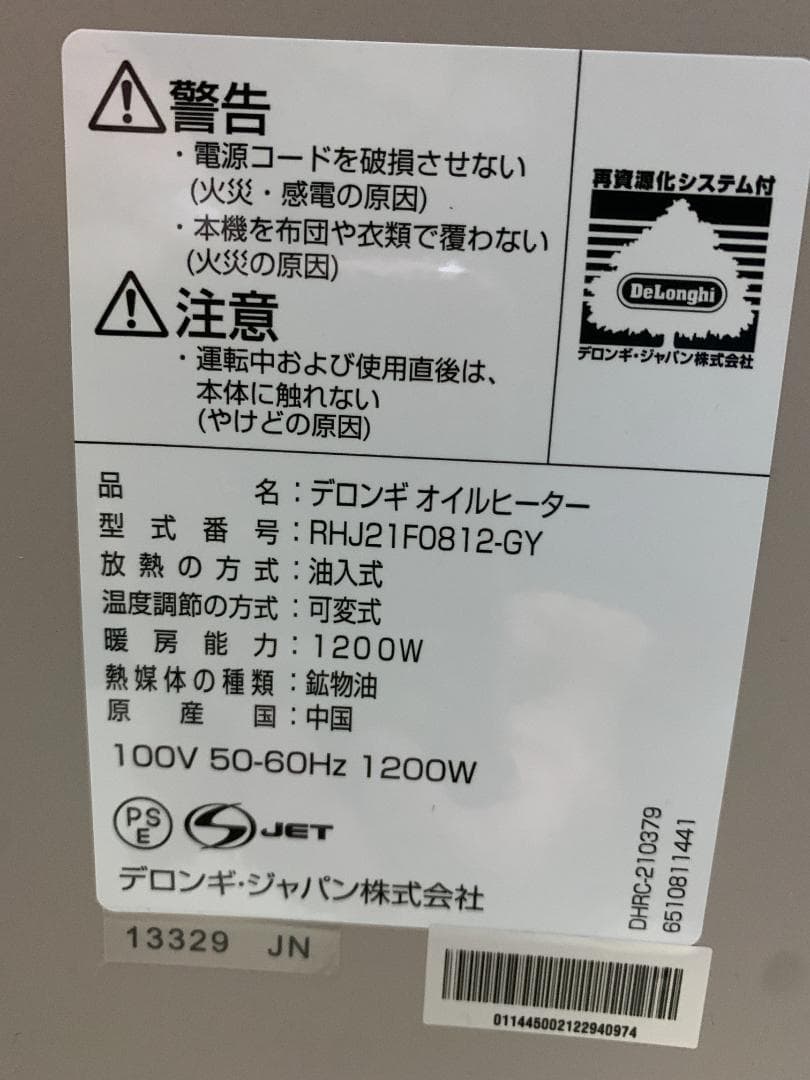 警告
・電源コードを破損させない
(火災・感電の原因)
・本機を布団や衣類で覆わない
(火災の原因)
注意
・運転中および使用直後は、
本体に触れない
(やけどの原因)
再資源化システム付
DeLonghi
デロンギ・ジャパン株式会社
品名：デロンギ オイルヒーター
型式番号：RHJ21F0812-GY
放熱の方式：油入式
温度調節の方式：可変式
暖房能力：1200W
熱媒体の種類：鉱物油
原産国：中国
100V 50-60Hz 1200W
PSE
JET
デロンギ・ジャパン株式会社
DHRC-210379
6510811441
13329 JN
011445002122940974